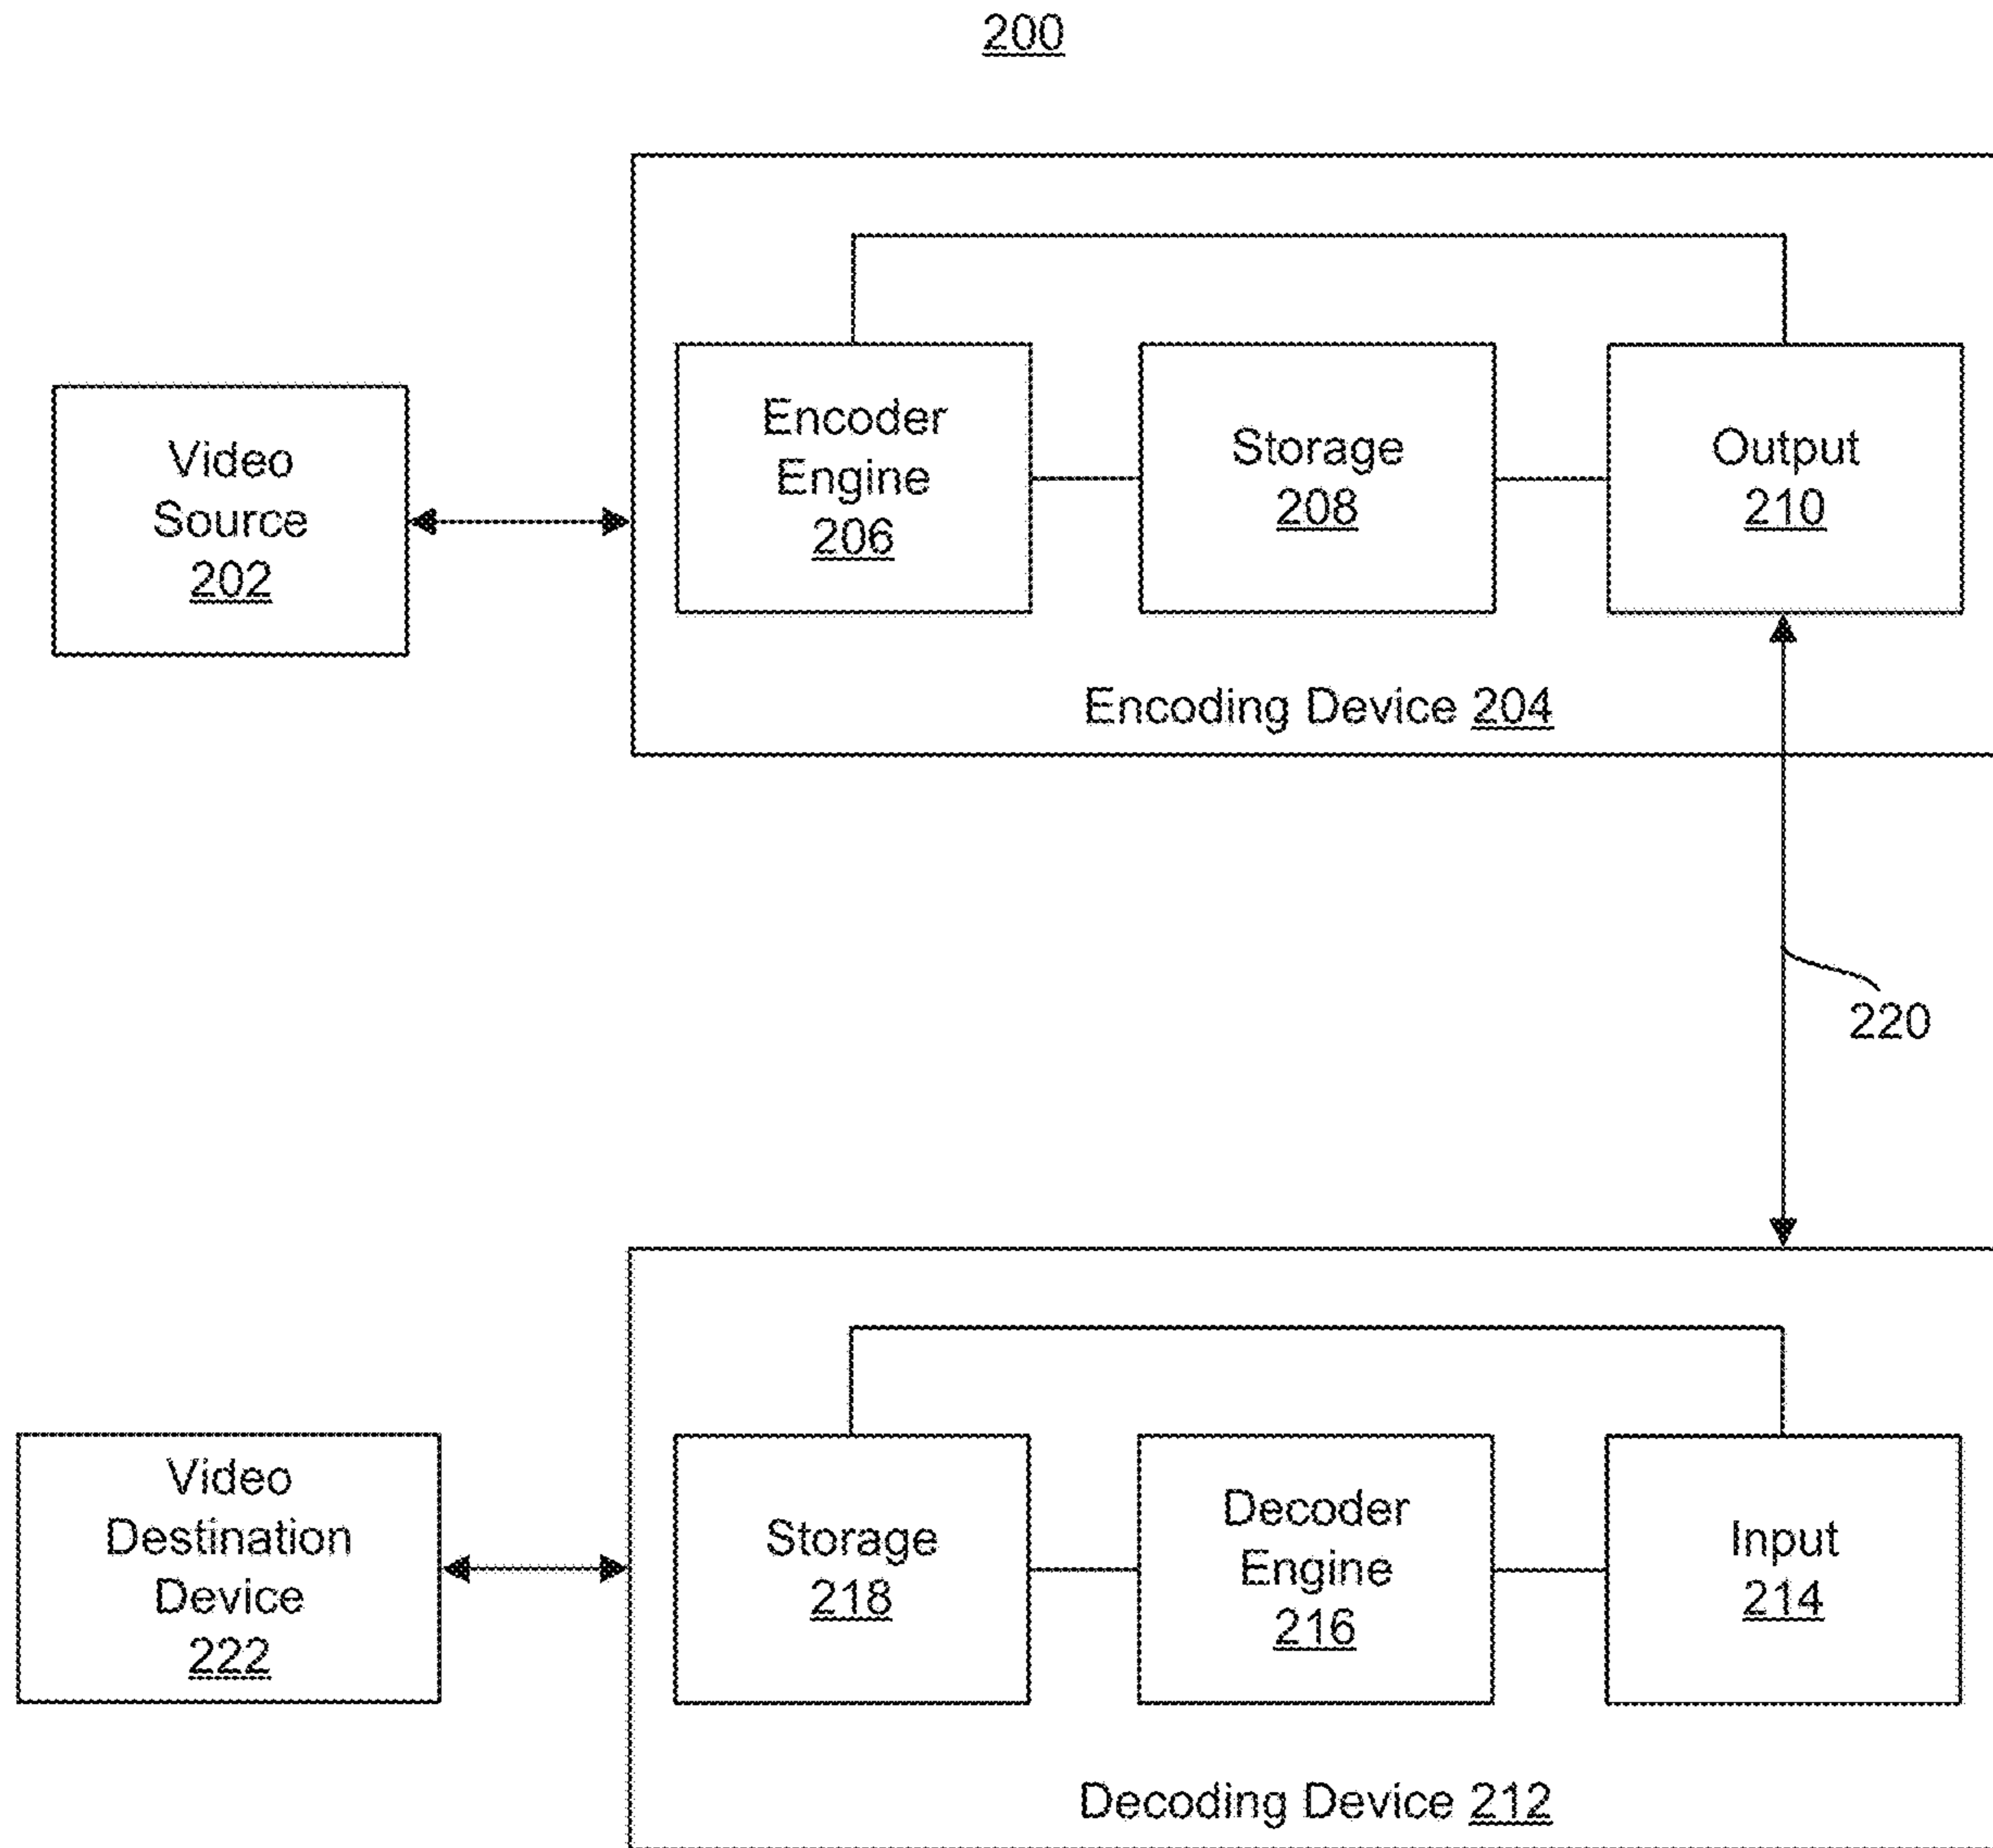 200
Video
Source
202
Encoder
Engine
206
Storage
208
Output
210
Encoding Device 204
220
Video
Destination
Device
222
Storage
218
Decoder
Engine
216
Input
214
Decoding Device 212